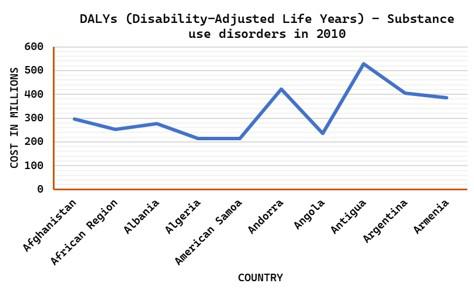 DALYs (Disability-Adjusted Life Years) - Substance
use disorders in 2010
COST IN MILLIONS
600
500
400
300
200
100
0
Afghanistan
African Region
Albania
Algeria
American Samoa
Andorra
Angola
Antigua
Argentina
Armenia
COUNTRY